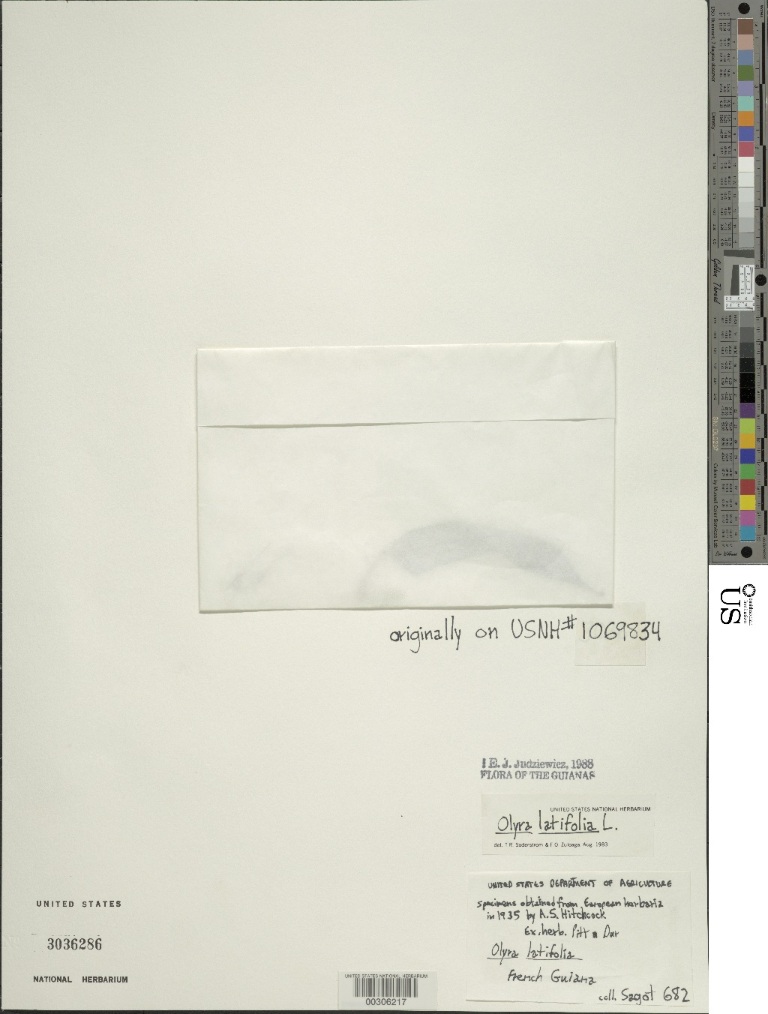 originally on USNH# 1069834
! E. J. Judziewicz, 1988
FLORA OF THE GUIANAS
UNITED STATES NATIONAL HERBARIUM
Olyra latifolia L.
det. T.R. Soderstrom & F.O. Zuloaga Aug. 1983
UNITED STATES DEPARTMENT OF AGRICULTURE
Specimens obtained from European herbaria
in 1935 by A.S. Hitchcock
Ex. herb.
Olyra latifolia
French Guiana
coll. Sagot 682
UNITED STATES
3036286
NATIONAL HERBARIUM
UNITED STATES NATIONAL HERBARIUM
00306217
US